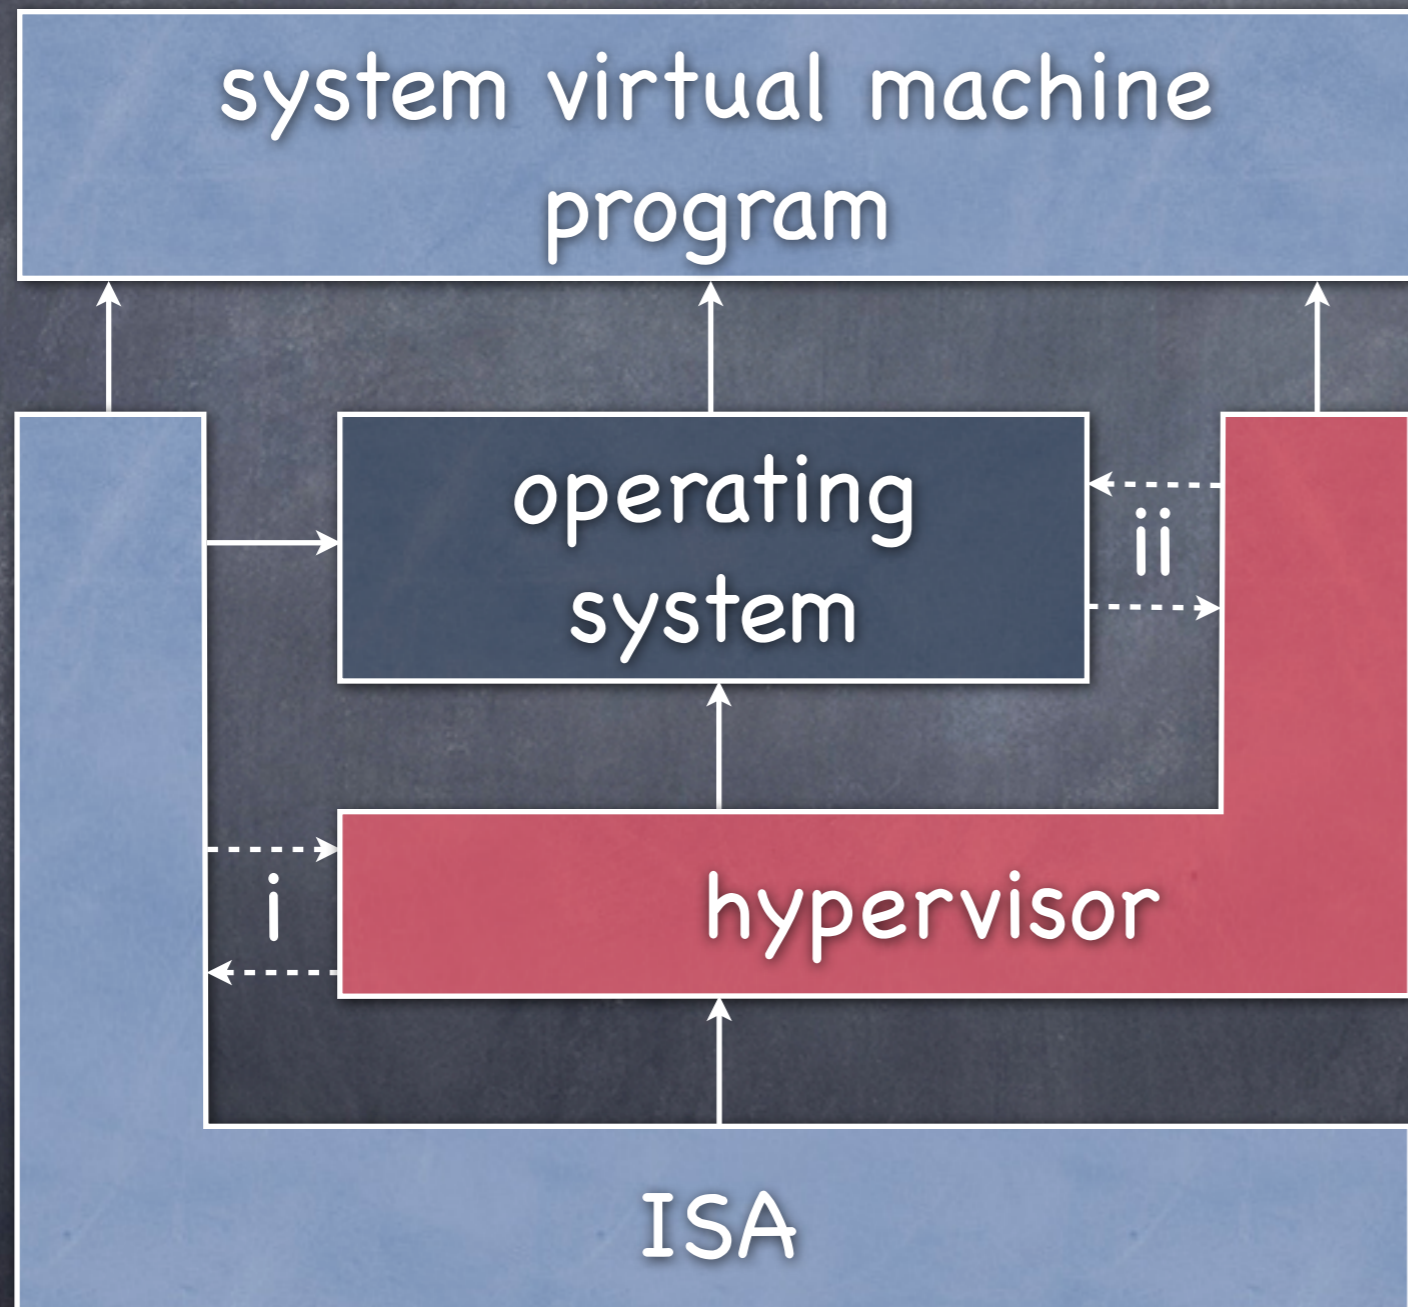 system virtual machine
program
operating
system
ii
i
hypervisor
ISA